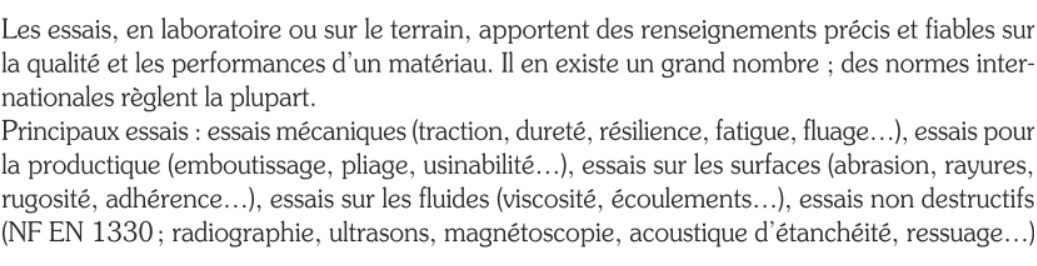 Les essais, en laboratoire ou sur le terrain, apportent des renseignements précis et fiables sur
la qualité et les performances d'un matériau. Il en existe un grand nombre ; des normes inter-
nationales règlent la plupart.
Principaux essais : essais mécaniques (traction, dureté, résilience, fatigue, fluage…), essais pour
la productique (emboutissage, pliage, usinabilité…), essais sur les surfaces (abrasion, rayures,
rugosité, adhérence…), essais sur les fluides (viscosité, écoulements…), essais non destructifs
(NF EN 1330 ; radiographie, ultrasons, magnétoscopie, acoustique d'étanchéité, ressuage…)